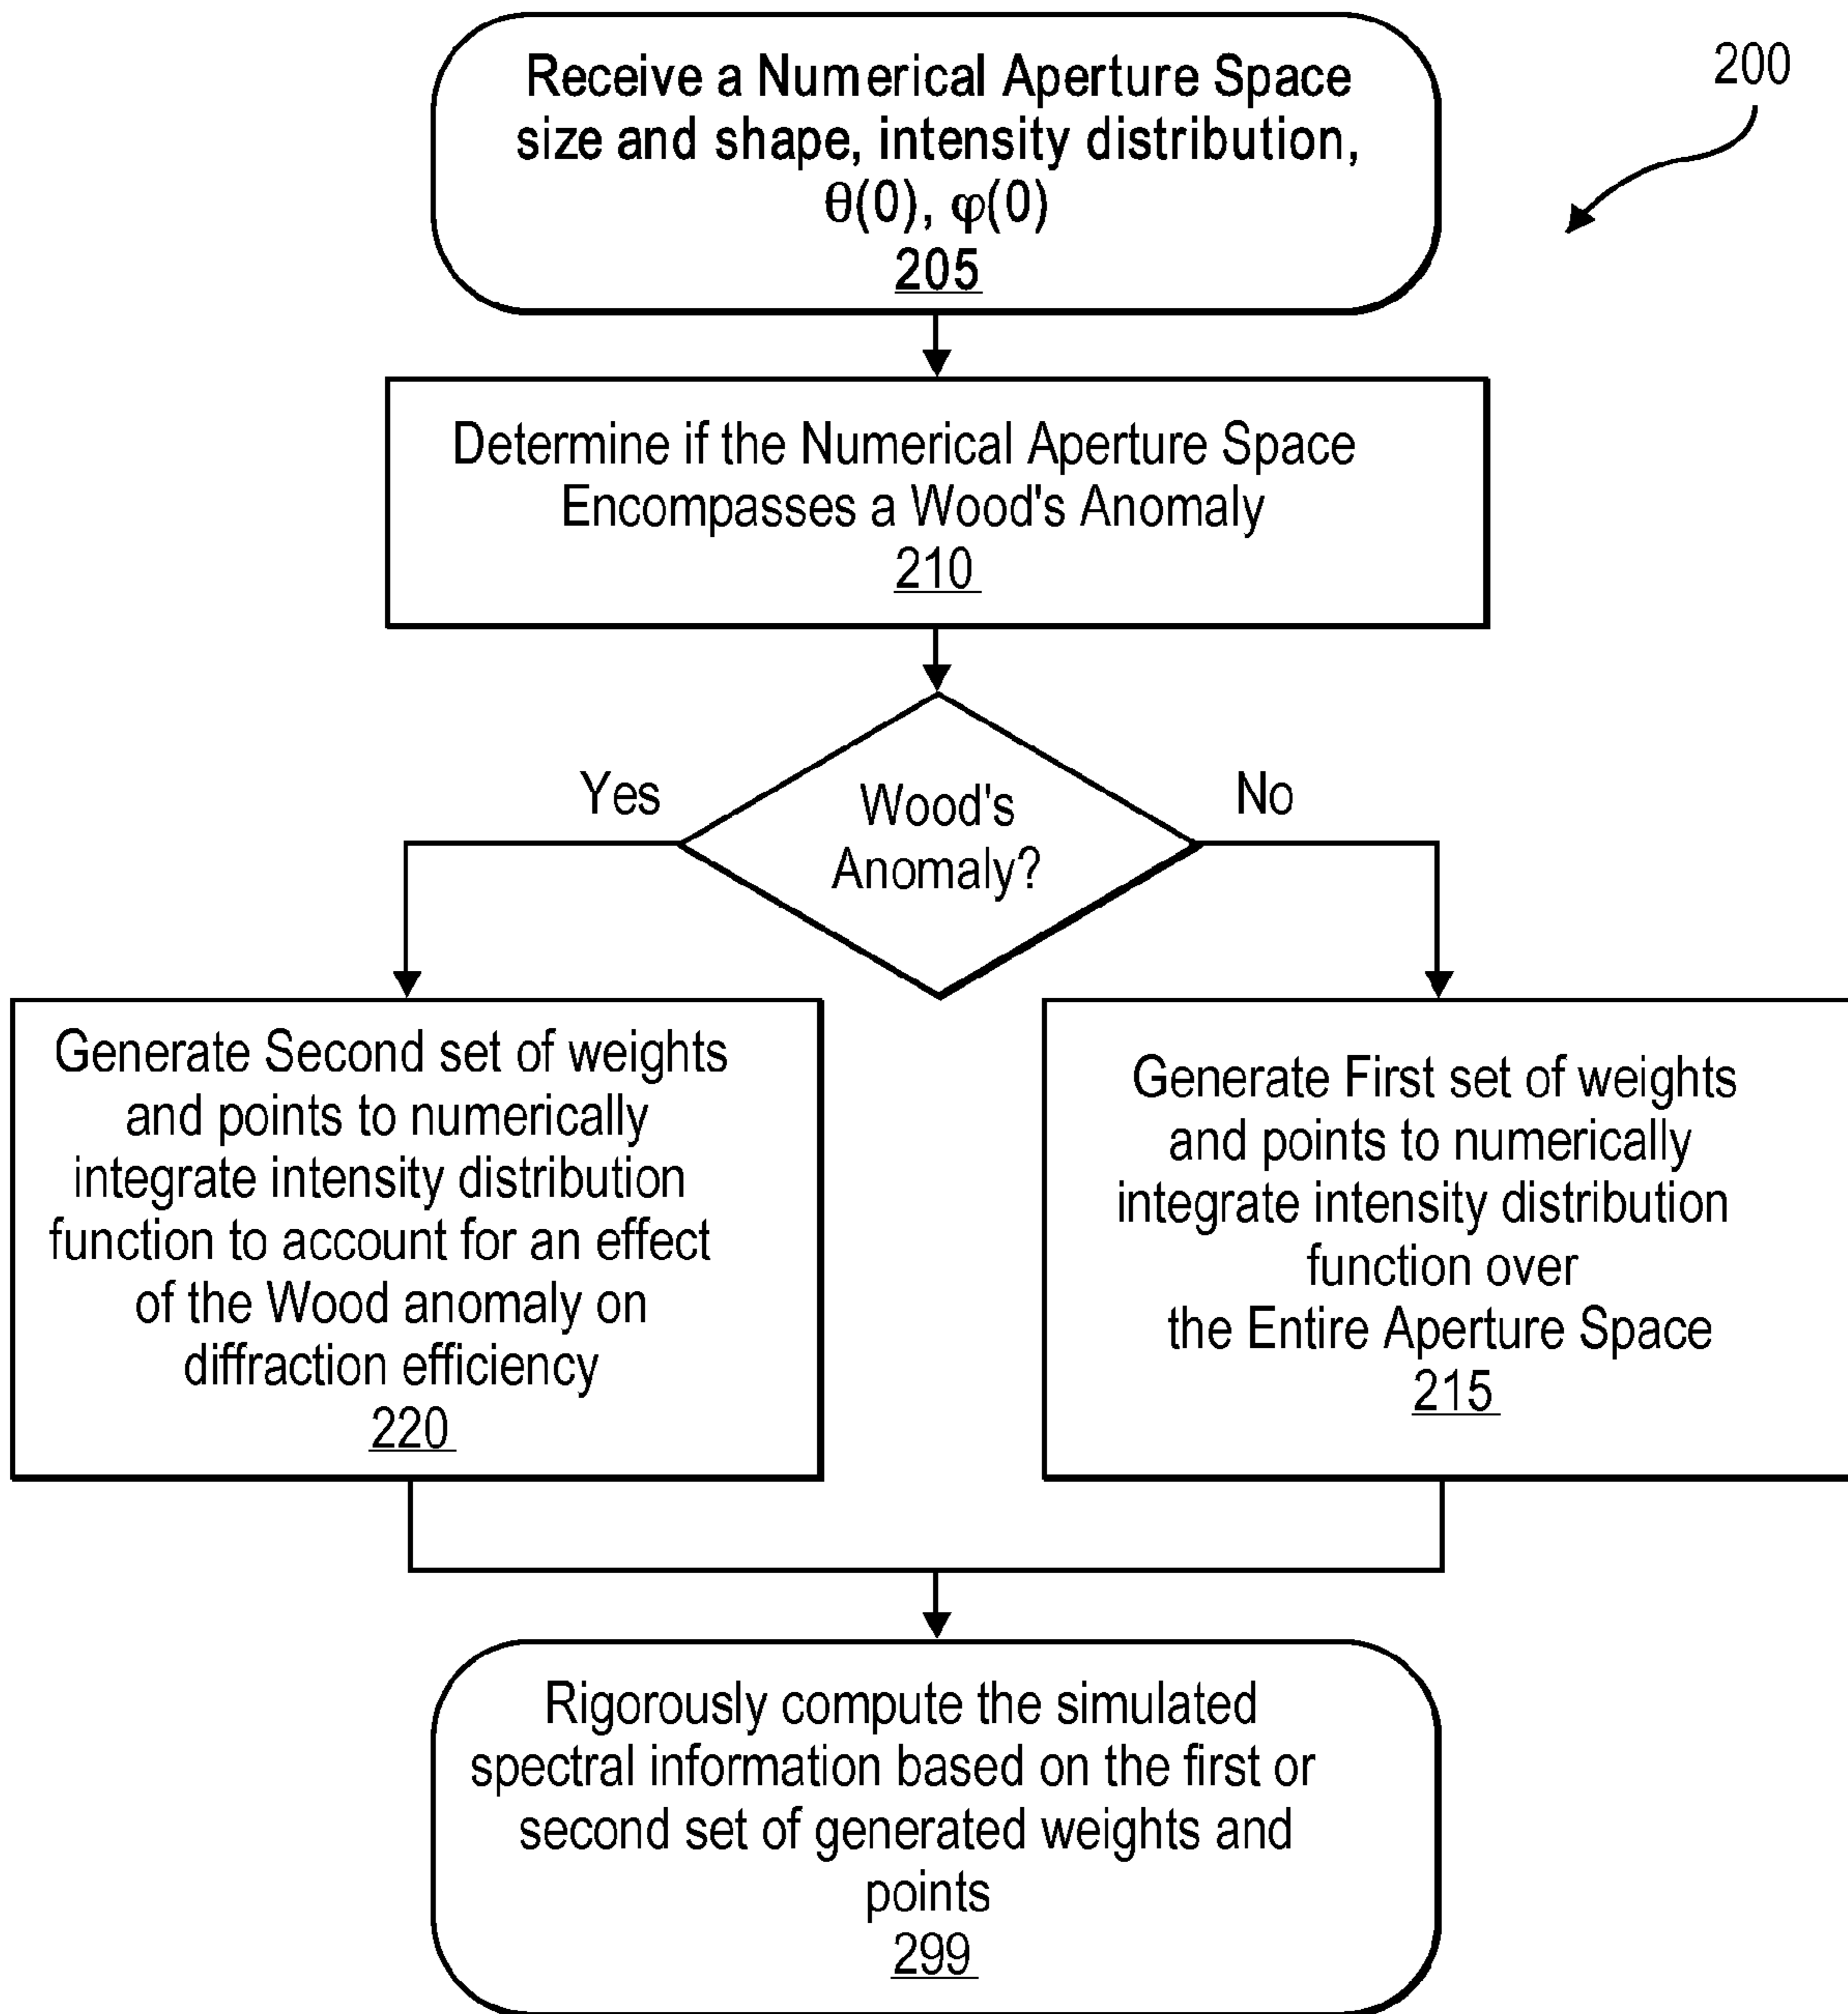 200
Receive a Numerical Aperture Space
size and shape, intensity distribution,
θ(0), φ(0)
205
Determine if the Numerical Aperture Space
Encompasses a Wood's Anomaly
210
Yes
Wood's
Anomaly?
No
Generate Second set of weights
and points to numerically
integrate intensity distribution
function to account for an effect
of the Wood anomaly on
diffraction efficiency
220
Generate First set of weights
and points to numerically
integrate intensity distribution
function over
the Entire Aperture Space
215
Rigorously compute the simulated
spectral information based on the first or
second set of generated weights and
points
299